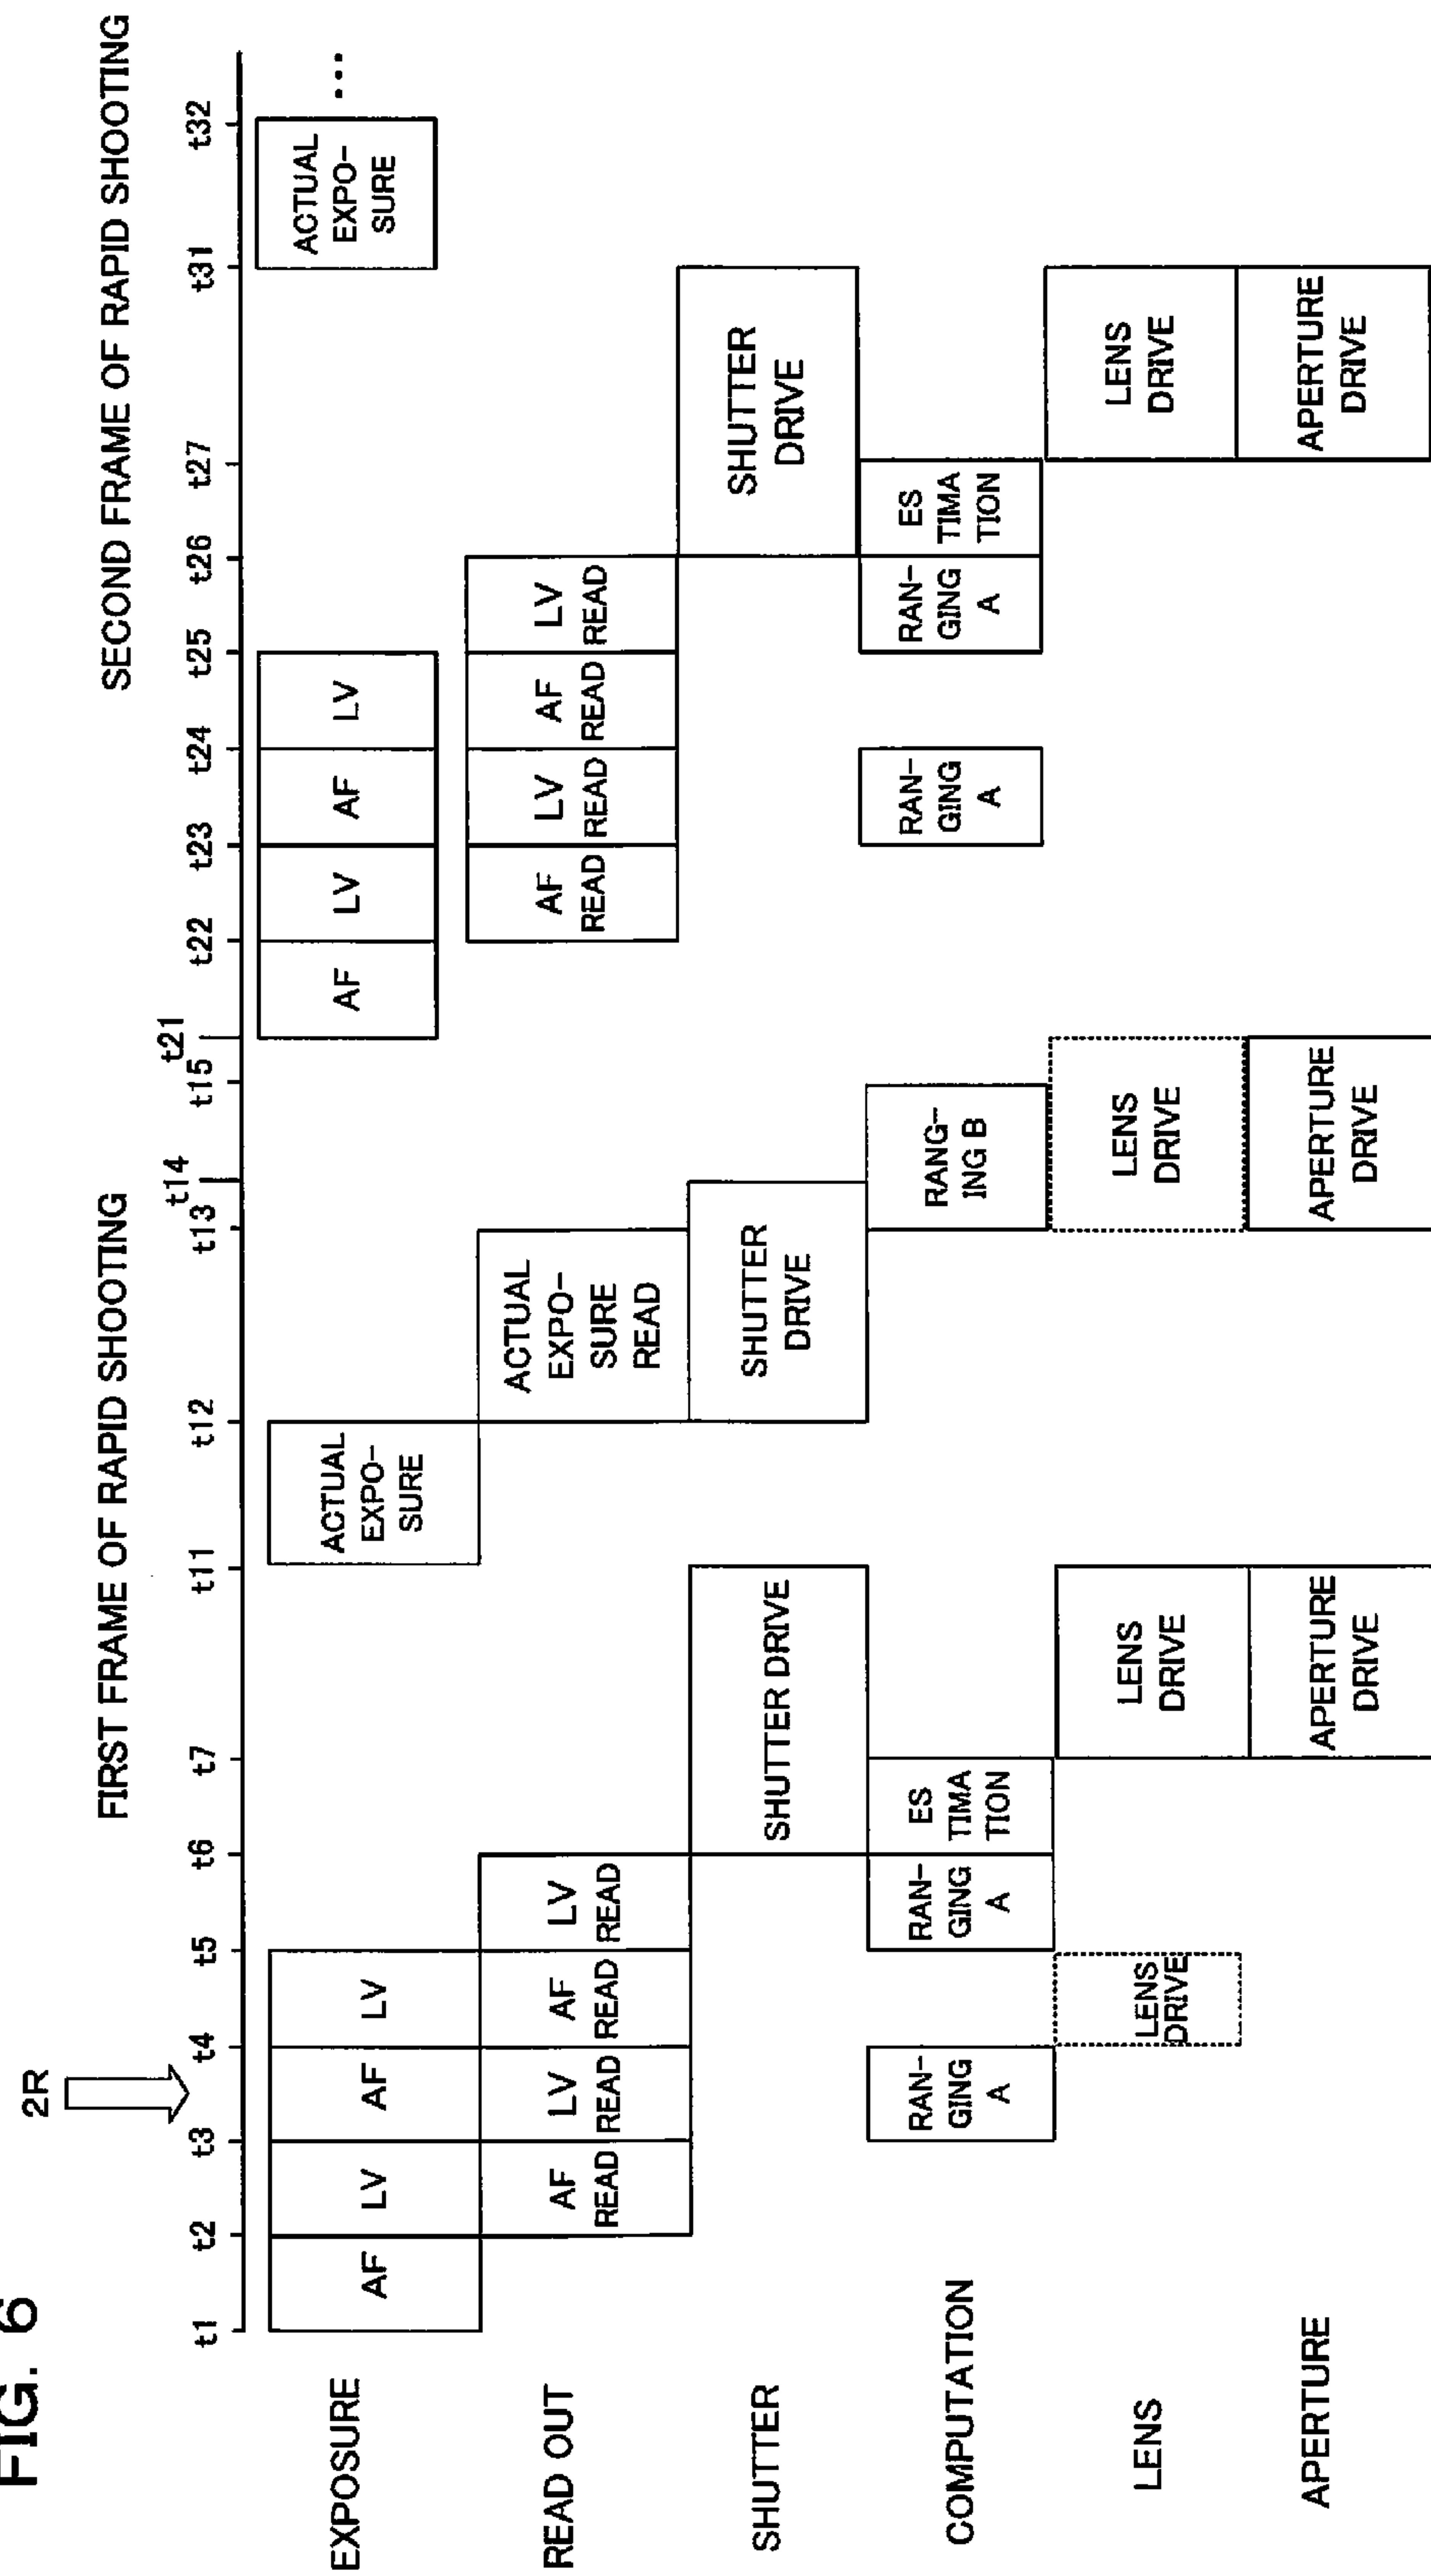 FIG. 6
2R
FIRST FRAME OF RAPID SHOOTING
SECOND FRAME OF RAPID SHOOTING
t1
t2
t3
t4
t5
t6
t7
t11
t12
t13
t14
t15
t21
t22
t23
t24
t25
t26
t27
t31
t32
EXPOSURE
AF
LV
AF
LV
ACTUAL
EXPO-
SURE
AF
LV
AF
LV
ACTUAL
EXPO-
SURE
...
READ OUT
AF
READ
LV
READ
AF
READ
LV
READ
ACTUAL
EXPO-
SURE
READ
AF
READ
LV
READ
AF
READ
LV
READ
SHUTTER
SHUTTER DRIVE
SHUTTER
DRIVE
SHUTTER
DRIVE
COMPUTATION
RAN-
GING
A
RAN-
GING
A
ES
TIMA
TION
RANG-
ING B
RAN-
GING
A
RAN-
GING
A
ES
TIMA
TION
LENS
LENS
DRIVE
LENS
DRIVE
LENS
DRIVE
LENS
DRIVE
APERTURE
APERTURE
DRIVE
APERTURE
DRIVE
APERTURE
DRIVE